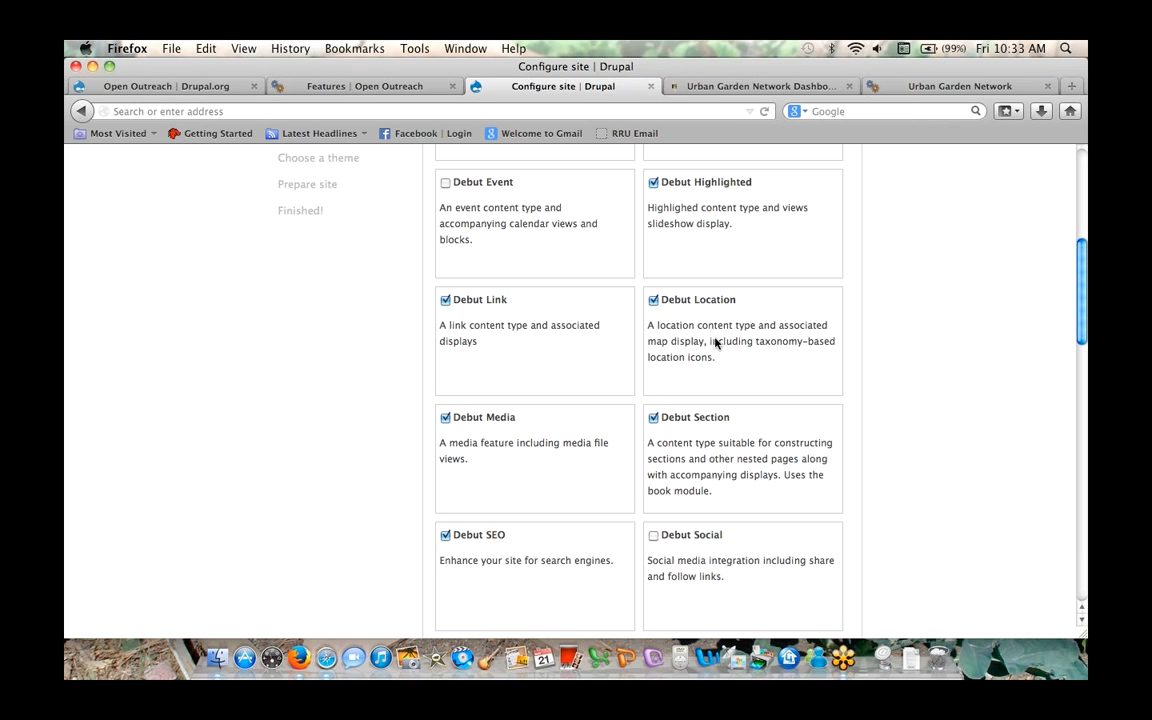 Firefox File Edit View History Bookmarks Tools Window Help (99%) Fri 10:33 AM
Configure site | Drupal
Open Outreach | Drupal.org Features | Open Outreach Configure site | Drupal Urban Garden Network Dashbo... Urban Garden Network
Search or enter address Google
Most Visited Getting Started Latest Headlines Facebook | Login Welcome to Gmail RRU Email
Choose a theme
Prepare site
Finished!
Debut Event
An event content type and
accompanying calendar views and
blocks.
Debut Highlighted
Highlighed content type and views
slideshow display.
Debut Link
A link content type and associated
displays
Debut Location
A location content type and associated
map display, including taxonomy-based
location icons.
Debut Media
A media feature including media file
views.
Debut Section
A content type suitable for constructing
sections and other nested pages along
with accompanying displays. Uses the
book module.
Debut SEO
Enhance your site for search engines.
Debut Social
Social media integration including share
and follow links.
21